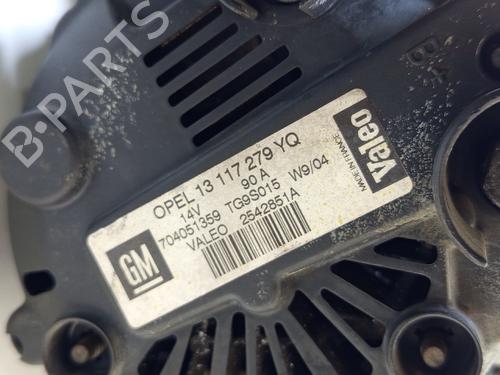 OPEL 13 117 279 YQ
14V 90 A
704051359 TG9S015 W9/04
VALEO 2542851A
GM
Valeo
MADE IN FRANCE
B+
B-PARTS